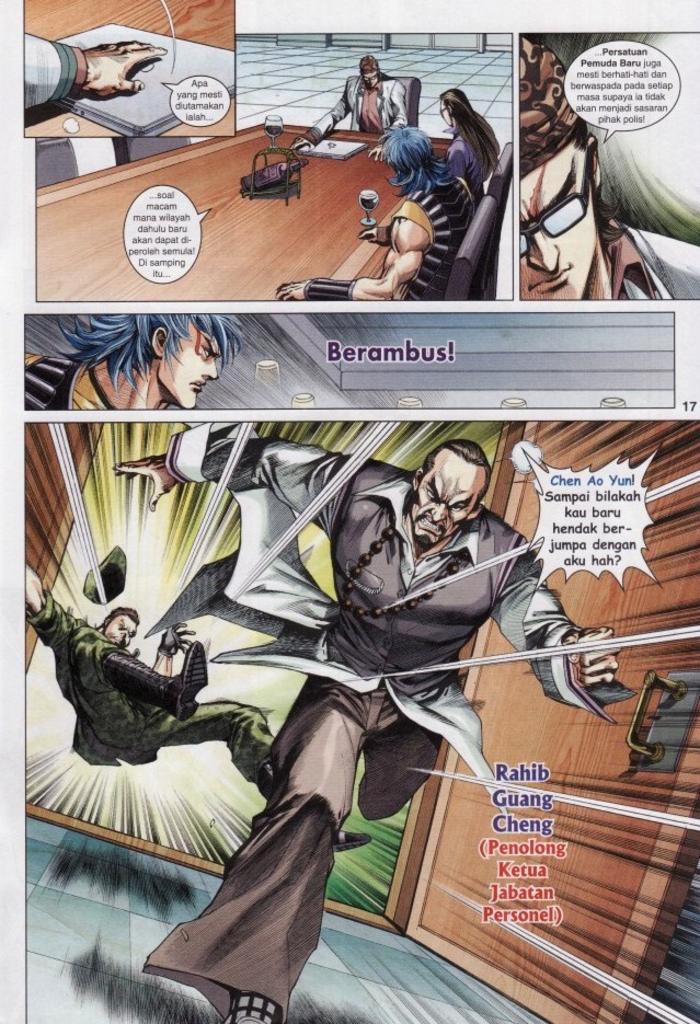 Apa
yang mesti
diutamakan
ialah...
...soal
macam
mana wilayah
dahulu baru
akan dapat di-
peroleh semula!
Di samping
itu...
...Persatuan
Pemuda Baru juga
mesti berhati-hati dan
berwaspada pada setiap
masa supaya ia tidak
akan menjadi sasaran
pihak polis!
Berambus!
17
Chen Ao Yun!
Sampai bilakah
kau baru
hendak ber-
jumpa dengan
aku hah?
Rahib
Guang
Cheng
(Penolong
Ketua
Jabatan
Personel)